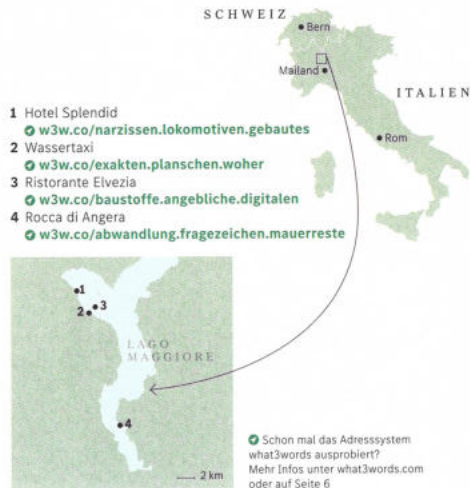 SCHWEIZ
Bern
Mailand
ITALIEN
Rom
1 Hotel Splendid
w3w.co/narzissen.lokomotiven.gebautes
2 Wassertaxi
w3w.co/exakten.planschen.woher
3 Ristorante Elvezia
w3w.co/baustoffe.angebliche.digitalen
4 Rocca di Angera
w3w.co/abwandlung.fragezeichen.mauerreste
1
2
3
LAGO
MAGGIORE
4
2 km
Schon mal das Adresssystem
what3words ausprobiert?
Mehr Infos unter what3words.com
oder auf Seite 6